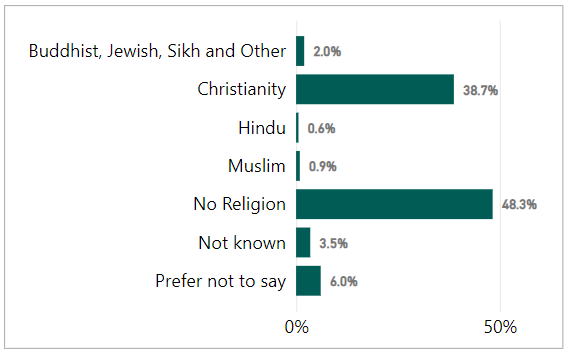 Buddhist, Jewish, Sikh and Other 2.0%
Christianity 38.7%
Hindu 0.6%
Muslim 0.9%
No Religion 48.3%
Not known 3.5%
Prefer not to say 6.0%
0% 50%